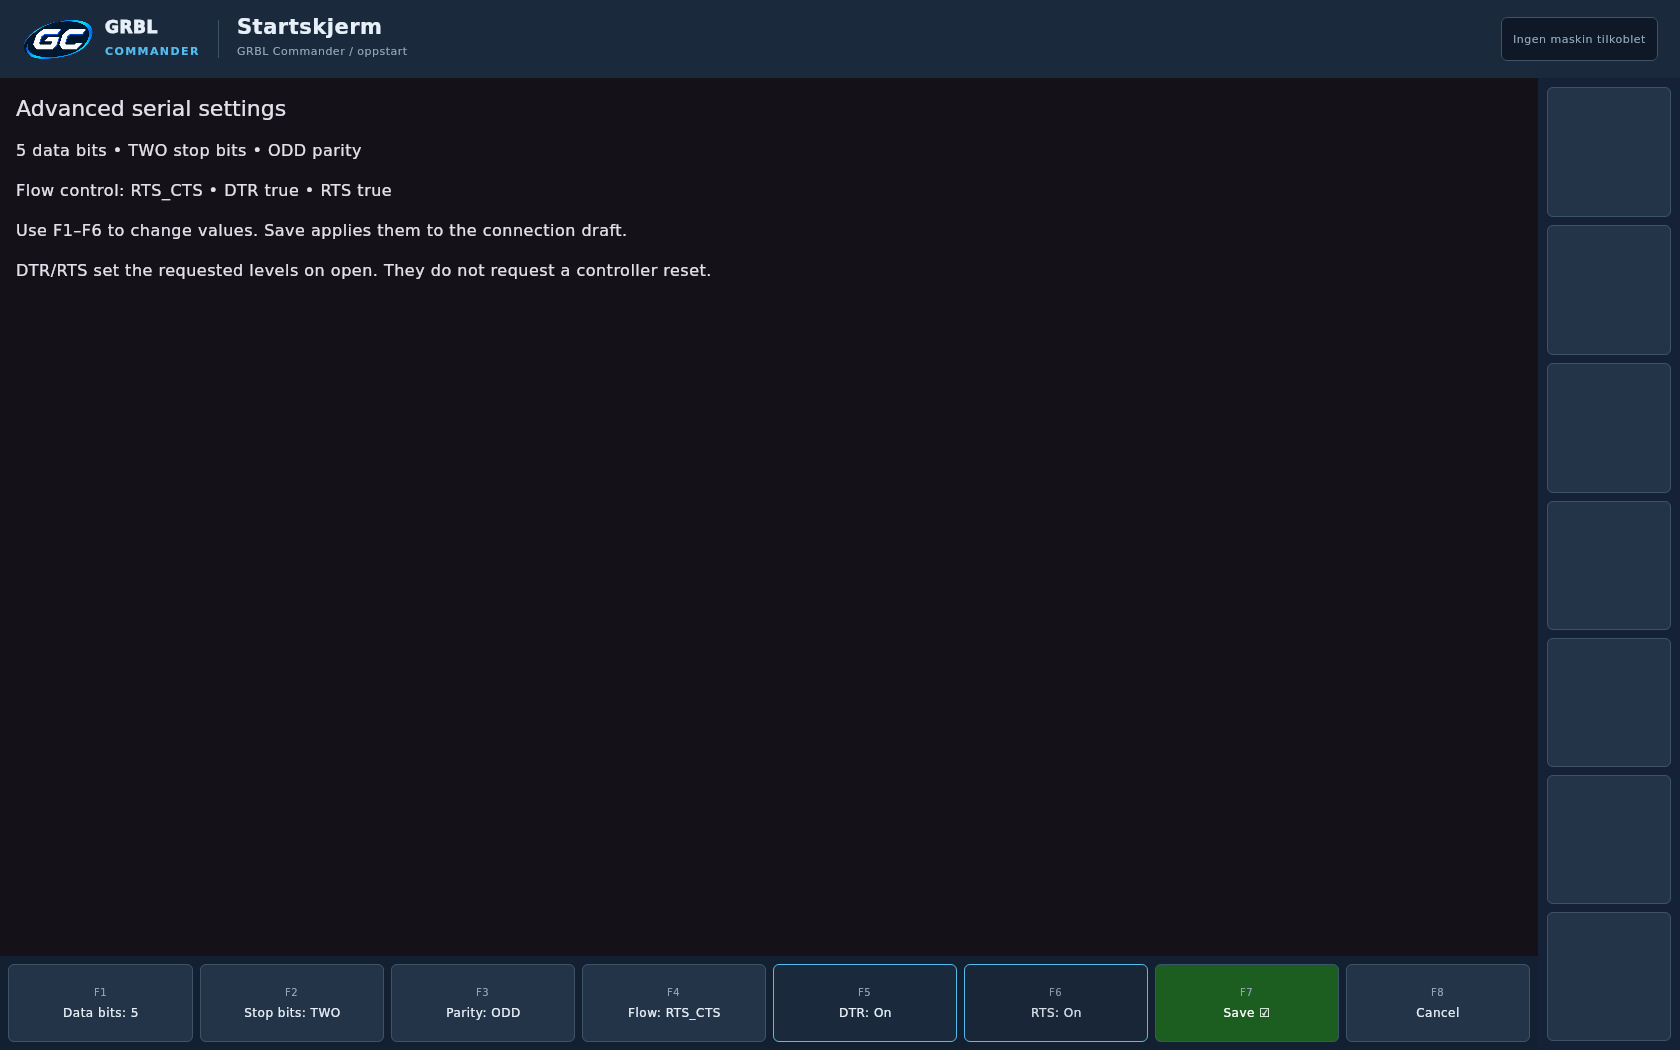 GC
GRBL
COMMANDER
Startskjerm
GRBL Commander / oppstart
Ingen maskin tilkoblet
Advanced serial settings
5 data bits • TWO stop bits • ODD parity
Flow control: RTS_CTS • DTR true • RTS true
Use F1–F6 to change values. Save applies them to the connection draft.
DTR/RTS set the requested levels on open. They do not request a controller reset.
F1
Data bits: 5
F2
Stop bits: TWO
F3
Parity: ODD
F4
Flow: RTS_CTS
F5
DTR: On
F6
RTS: On
F7
Save ☑
F8
Cancel